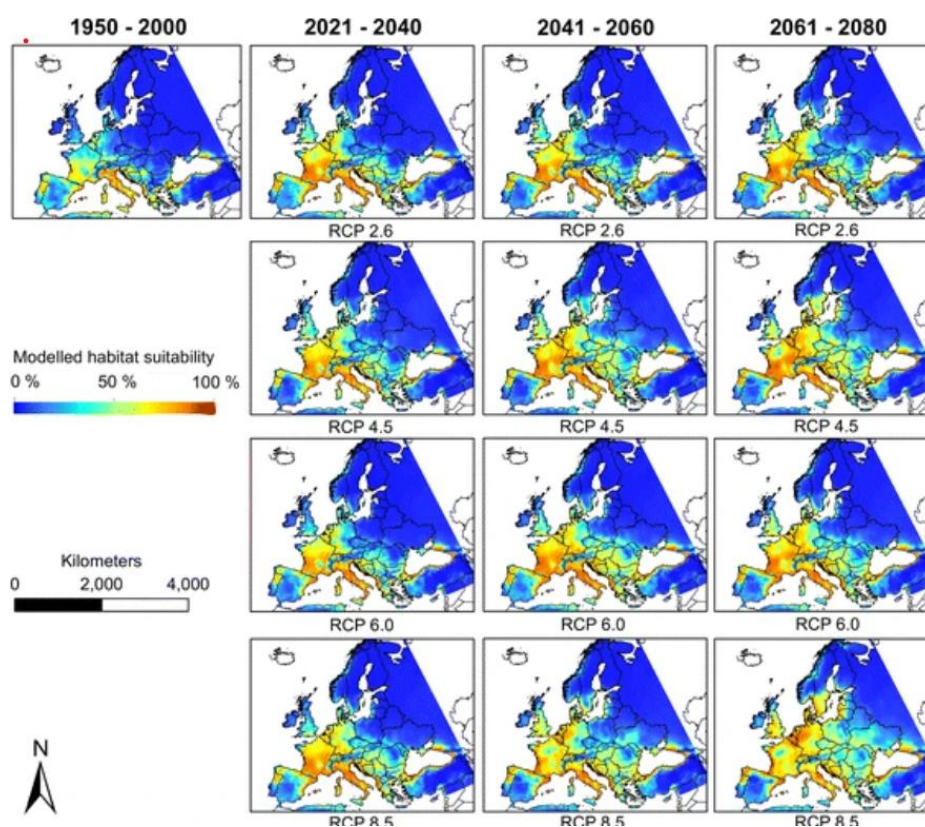 1950 - 2000 2021 - 2040 2041 - 2060 2061 - 2080
RCP 2.6 RCP 2.6 RCP 2.6
Modelled habitat suitability
0 % 50 % 100 %
RCP 4.5 RCP 4.5 RCP 4.5
Kilometers
0 2,000 4,000
RCP 6.0 RCP 6.0 RCP 6.0
N
RCP 8.5 RCP 8.5 RCP 8.5